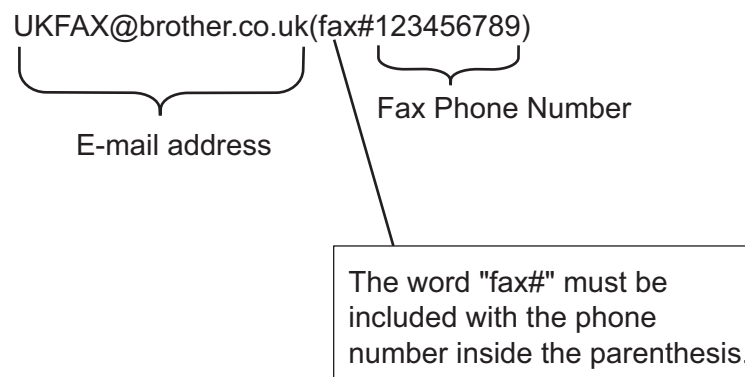 UKFAX@brother.co.uk(fax#123456789)
Fax Phone Number
E-mail address
The word "fax#" must be
included with the phone
number inside the parenthesis.